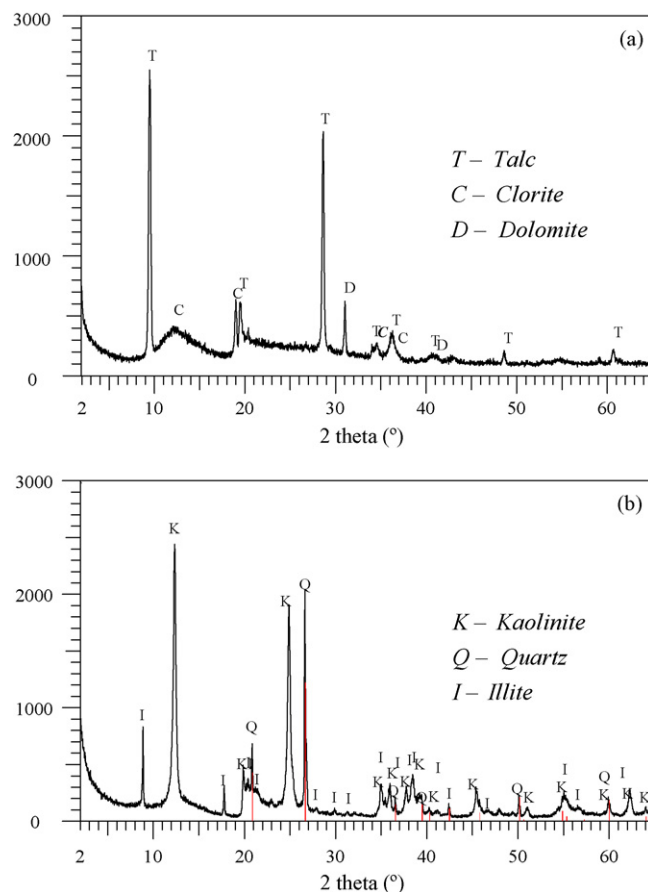 (a)
3000
2000
1000
0
T
C
C
T
T
D
T
C
T
C
T
D
T
T
T – Talc
C – Clorite
D – Dolomite
2 10 20 30 40 50 60
2 theta (º)
(b)
3000
2000
1000
0
I
K
I
K
I
Q
I
K
Q
I
I
I
K
I
K
I
Q
K
I
I
K
Q
K
I
I
K
I
Q
K
K
I
I
Q
K
I
K
K
K – Kaolinite
Q – Quartz
I – Illite
2 10 20 30 40 50 60
2 theta (º)